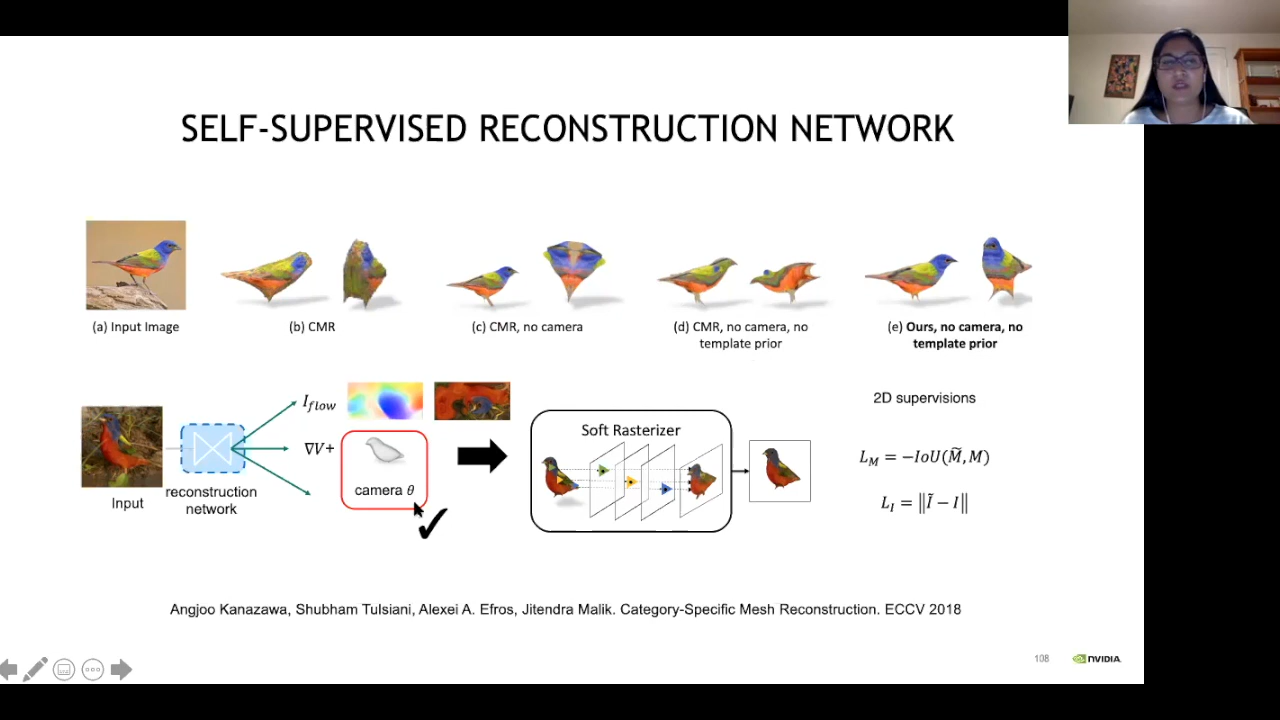 SELF-SUPERVISED RECONSTRUCTION NETWORK
(a) Input Image
(b) CMR
(c) CMR, no camera
(d) CMR, no camera, no
template prior
(e) Ours, no camera, no
template prior
I_flow
∇V+
camera θ
Input
reconstruction
network
Soft Rasterizer
2D supervisions
L_M = −IoU(M̃, M)
L_I = ‖Ĩ − I‖
Angjoo Kanazawa, Shubham Tulsiani, Alexei A. Efros, Jitendra Malik. Category-Specific Mesh Reconstruction. ECCV 2018
108
NVIDIA.